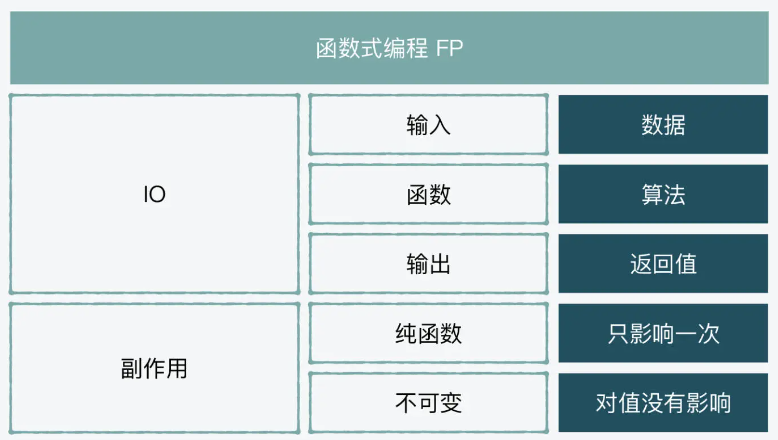 函数式编程 FP
IO
输入
数据
函数
算法
输出
返回值
副作用
纯函数
只影响一次
不可变
对值没有影响